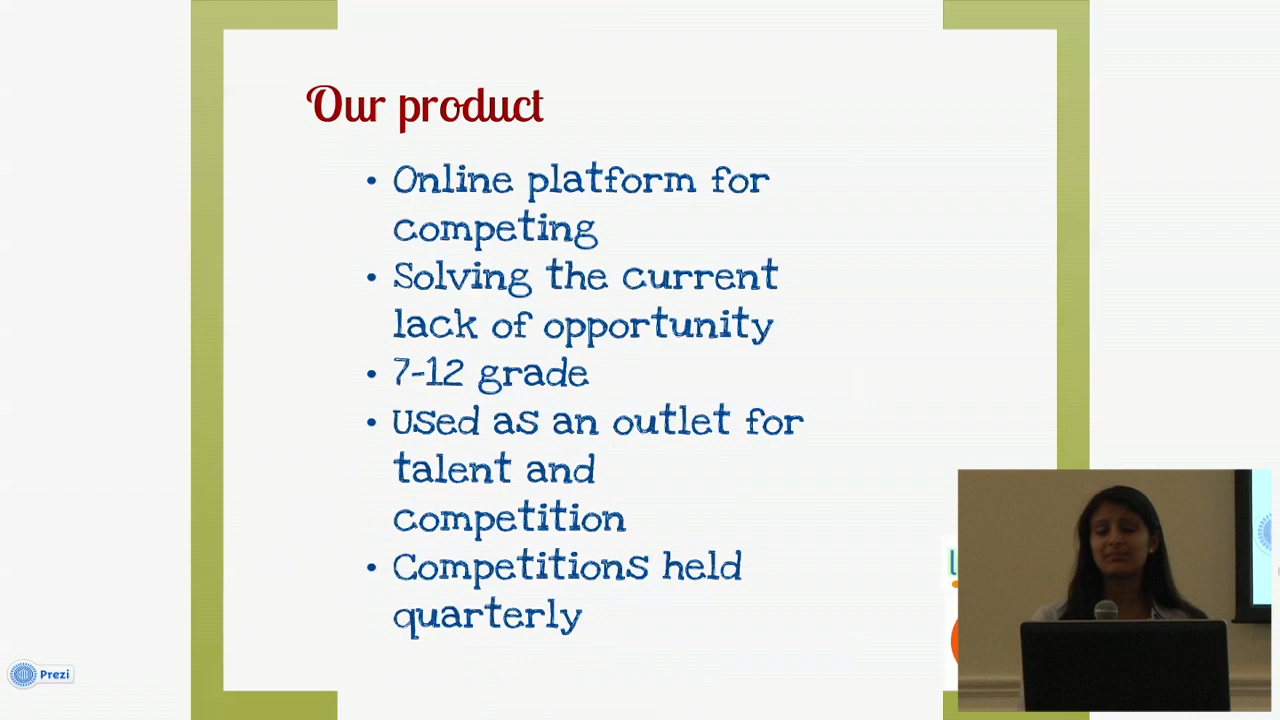 Our product
• Online platform for
competing
• Solving the current
lack of opportunity
• 7-12 grade
• Used as an outlet for
talent and
competition
• Competitions held
quarterly
Prezi